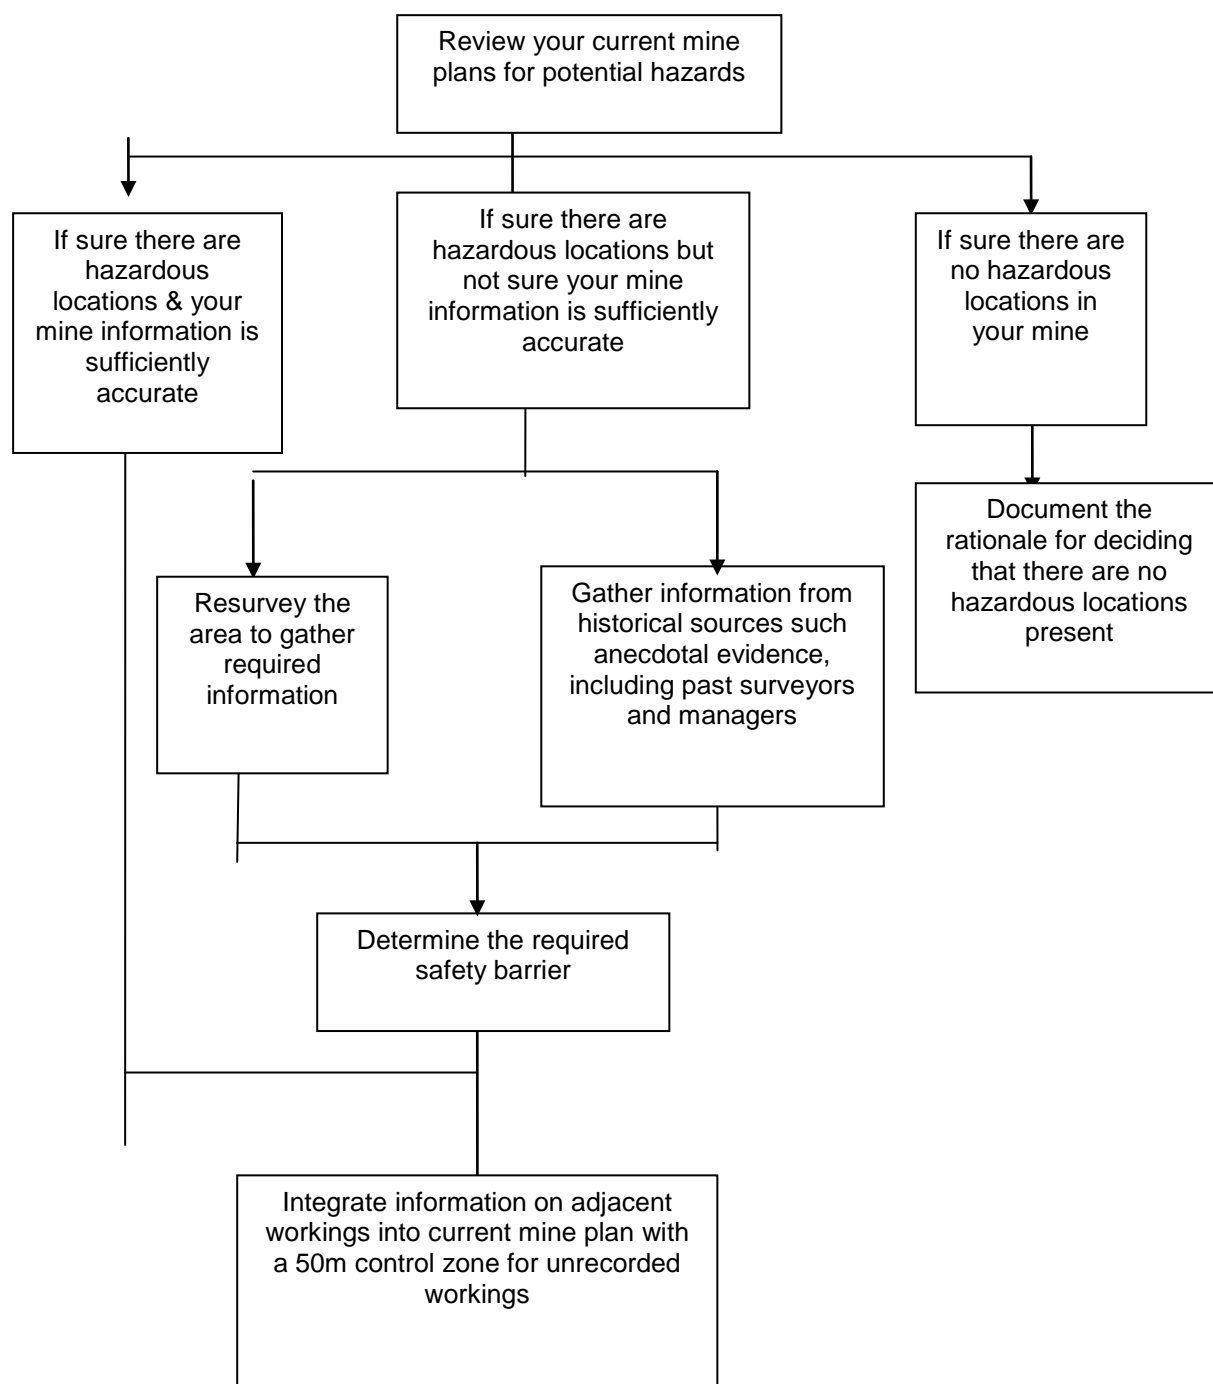 Review your current mine
plans for potential hazards
If sure there are
hazardous
locations & your
mine information is
sufficiently
accurate
If sure there are
hazardous locations but
not sure your mine
information is sufficiently
accurate
If sure there are
no hazardous
locations in
your mine
Document the
rationale for deciding
that there are no
hazardous locations
present
Resurvey the
area to gather
required
information
Gather information from
historical sources such
anecdotal evidence,
including past surveyors
and managers
Determine the required
safety barrier
Integrate information on adjacent
workings into current mine plan with
a 50m control zone for unrecorded
workings